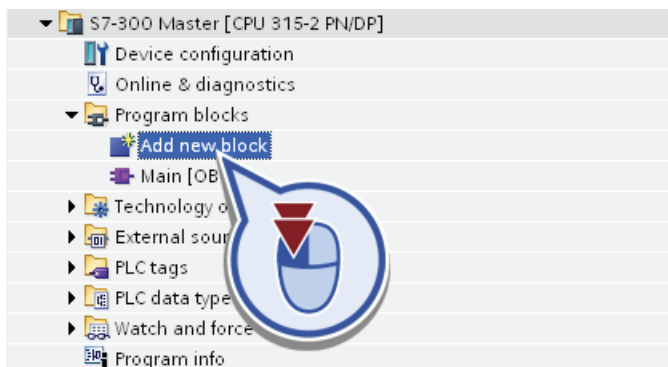 S7-300 Master [CPU 315-2 PN/DP]
Device configuration
Online & diagnostics
Program blocks
Add new block
Main [OB
Technology o
External sour
PLC tags
PLC data type
Watch and force
Program info